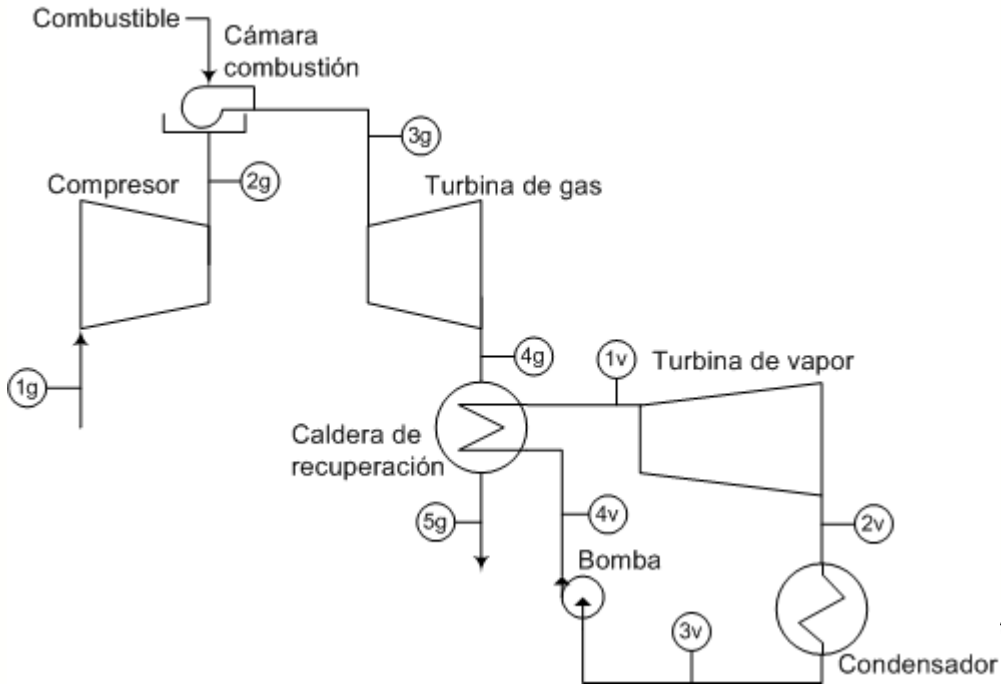 Combustible
Cámara
combustión
3g
Compresor
2g
Turbina de gas
1g
4g
1v
Turbina de vapor
Caldera de
recuperación
5g
4v
2v
Bomba
3v
Condensador